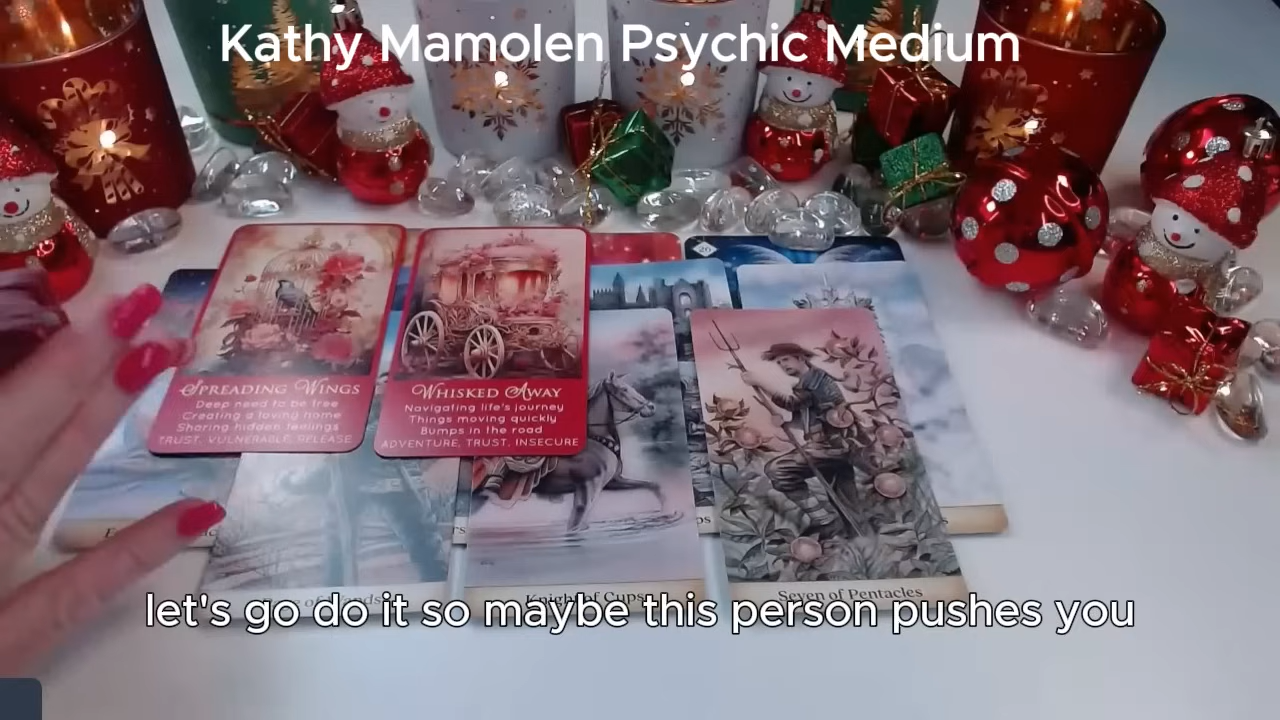 Kathy Mamolen Psychic Medium
20
SPREADING WINGS
Deep need to be free
Creating a loving home
Sharing hidden feelings
TRUST, VULNERABLE, RELEASE
WHISKED AWAY
Navigating life's journey
Things moving quickly
Bumps in the road
ADVENTURE, TRUST, INSECURE
Knight of Cups
Seven of Pentacles
let's go do it so maybe this person pushes you